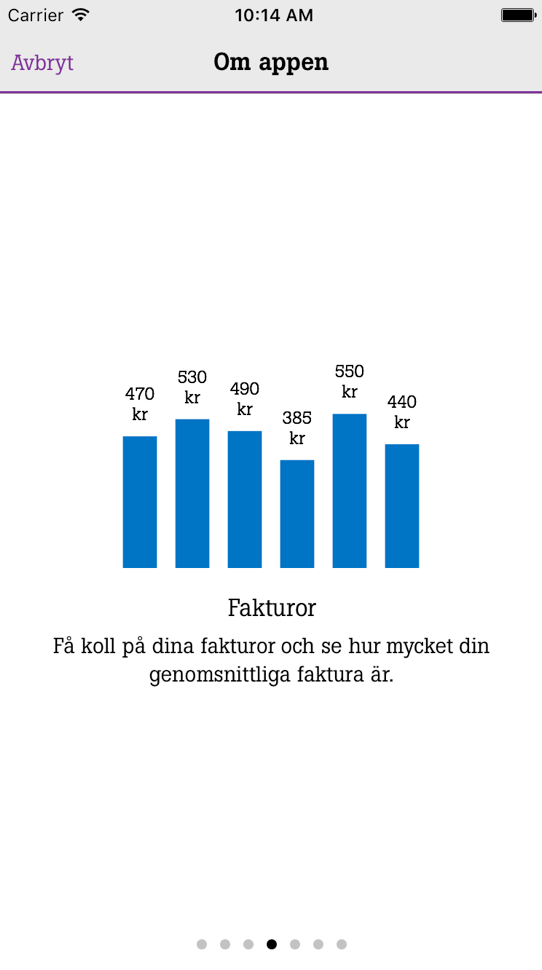 Carrier 10:14 AM
Avbryt Om appen
470
kr
530
kr
490
kr
385
kr
550
kr
440
kr
Fakturor
Få koll på dina fakturor och se hur mycket din
genomsnittliga faktura är.